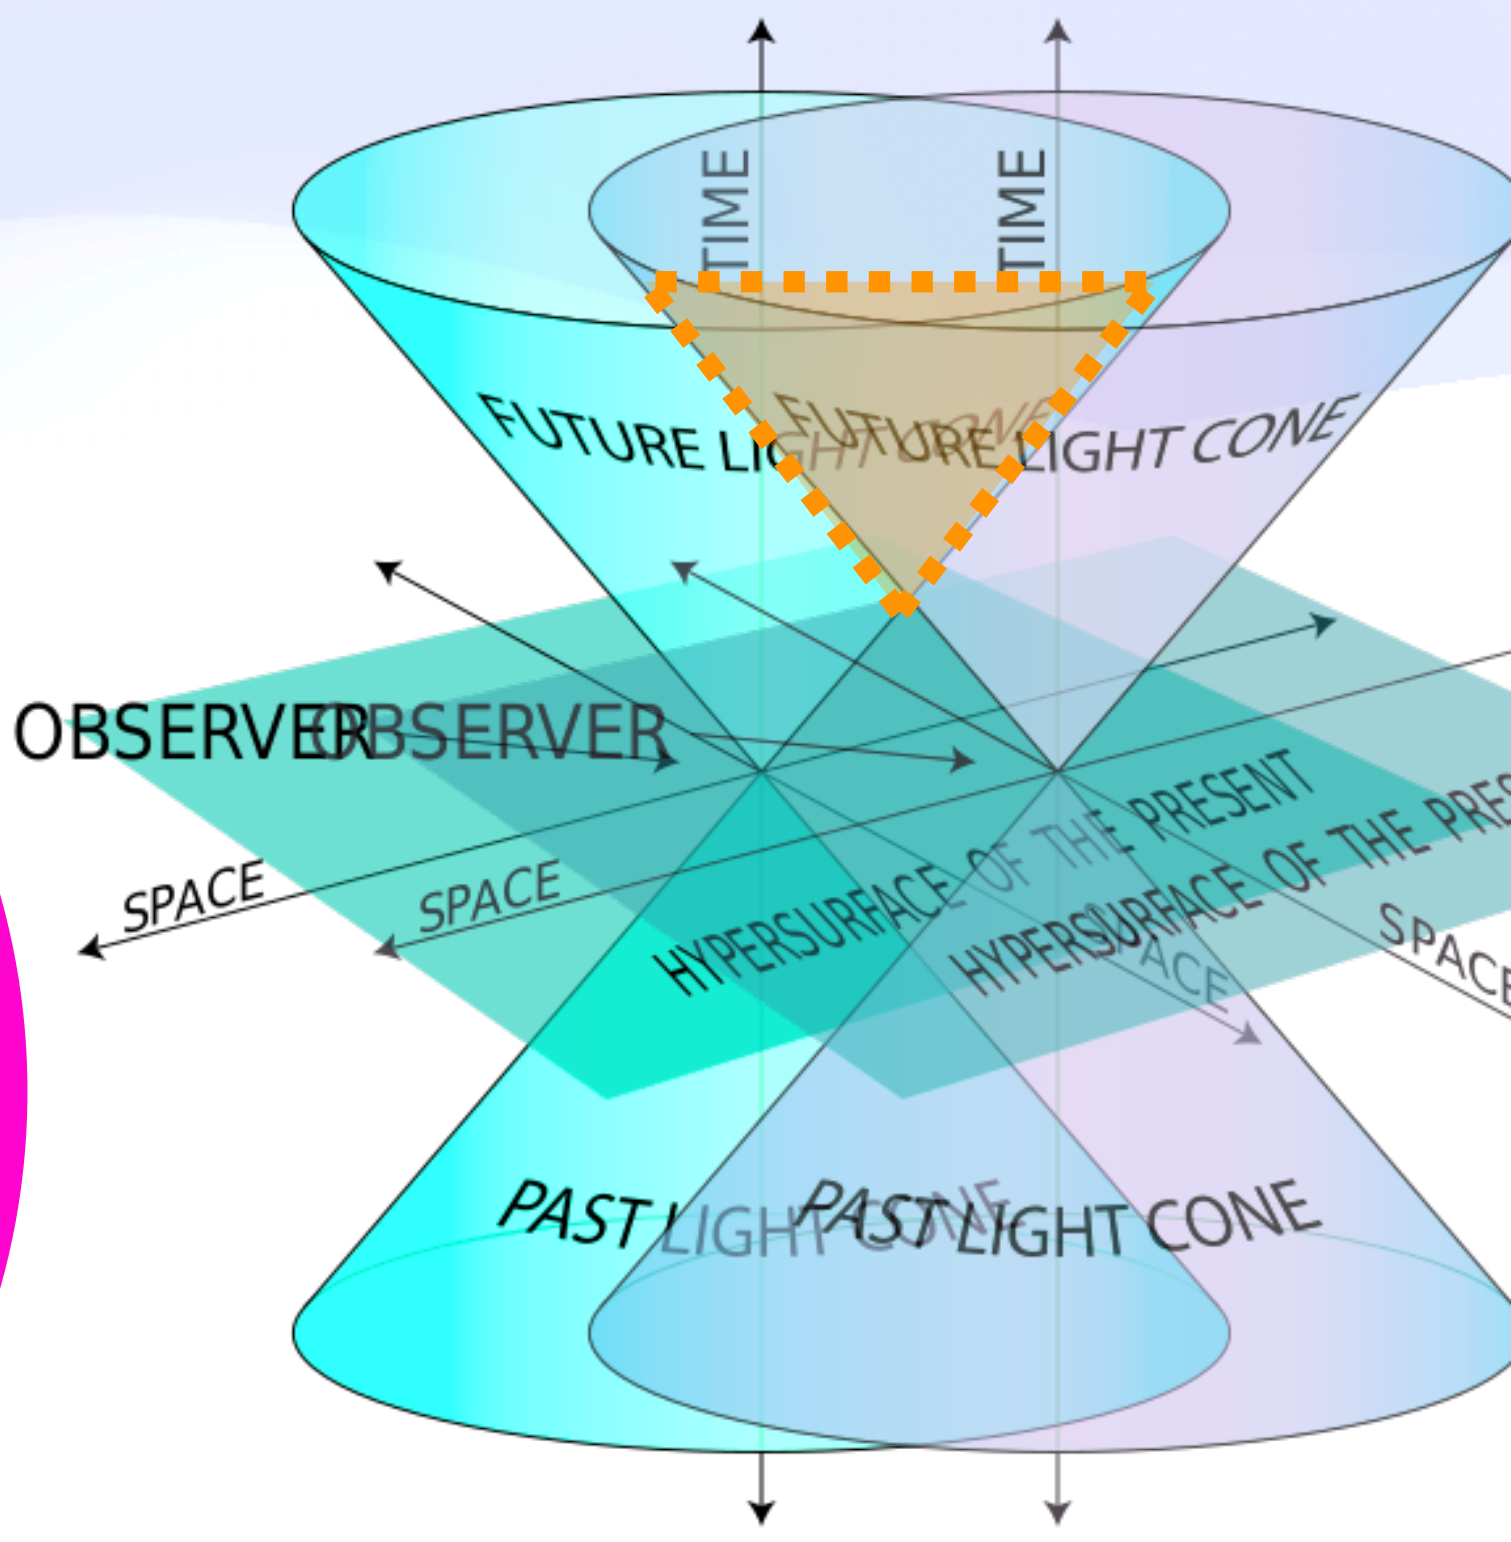 TIME
TIME
FUTURE LIGHT CONE
FUTURE LIGHT CONE
OBSERVER
OBSERVER
SPACE
SPACE
HYPERSURFACE OF THE PRESENT
HYPERSURFACE OF THE
SPACE
SPACE
PAST LIGHT CONE
PAST LIGHT CONE